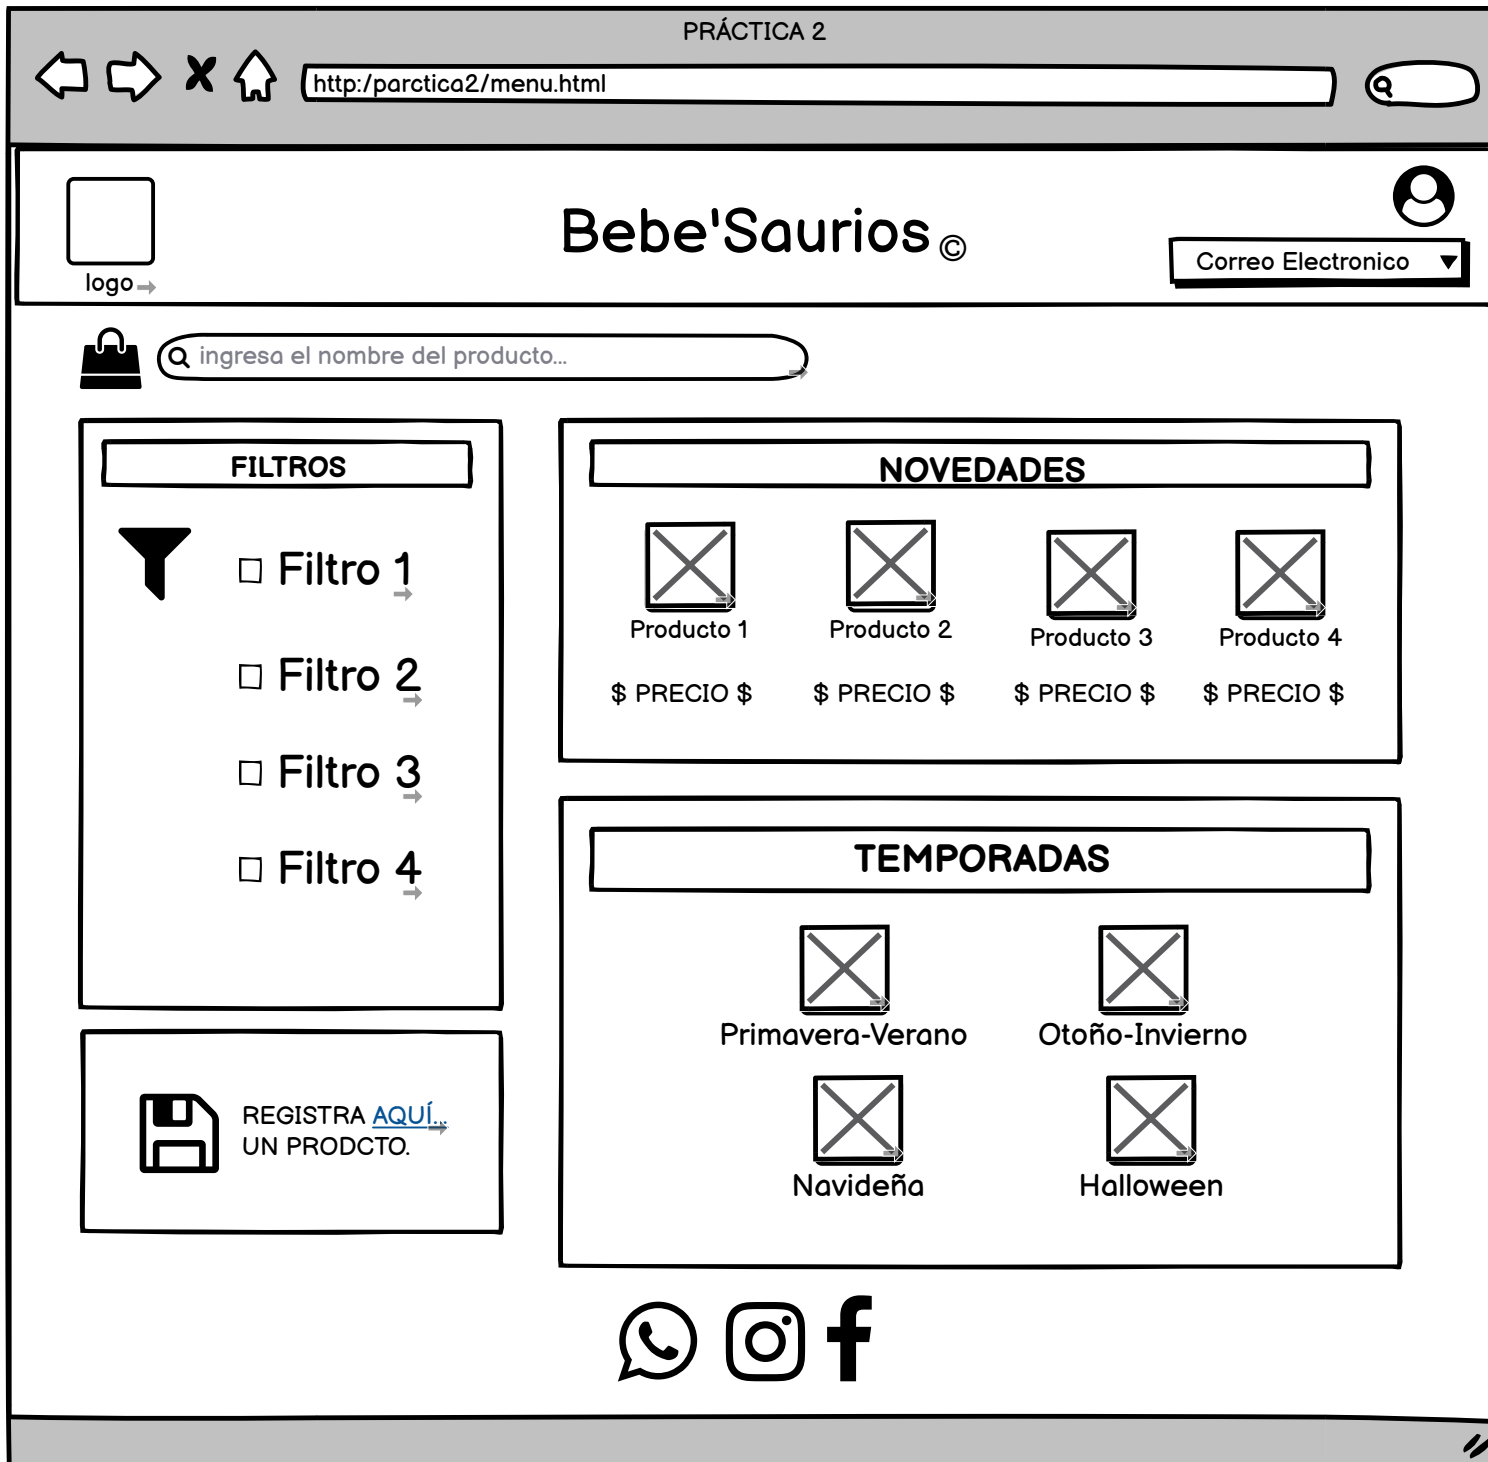 PRÁCTICA 2
http:/parctica2/menu.html
Bebe'Saurios ©
logo
Correo Electronico
ingresa el nombre del producto...
FILTROS
Filtro 1
Filtro 2
Filtro 3
Filtro 4
REGISTRA AQUÍ...
UN PRODCTO.
NOVEDADES
Producto 1 Producto 2 Producto 3 Producto 4
$ PRECIO $ $ PRECIO $ $ PRECIO $ $ PRECIO $
TEMPORADAS
Primavera-Verano Otoño-Invierno
Navideña Halloween